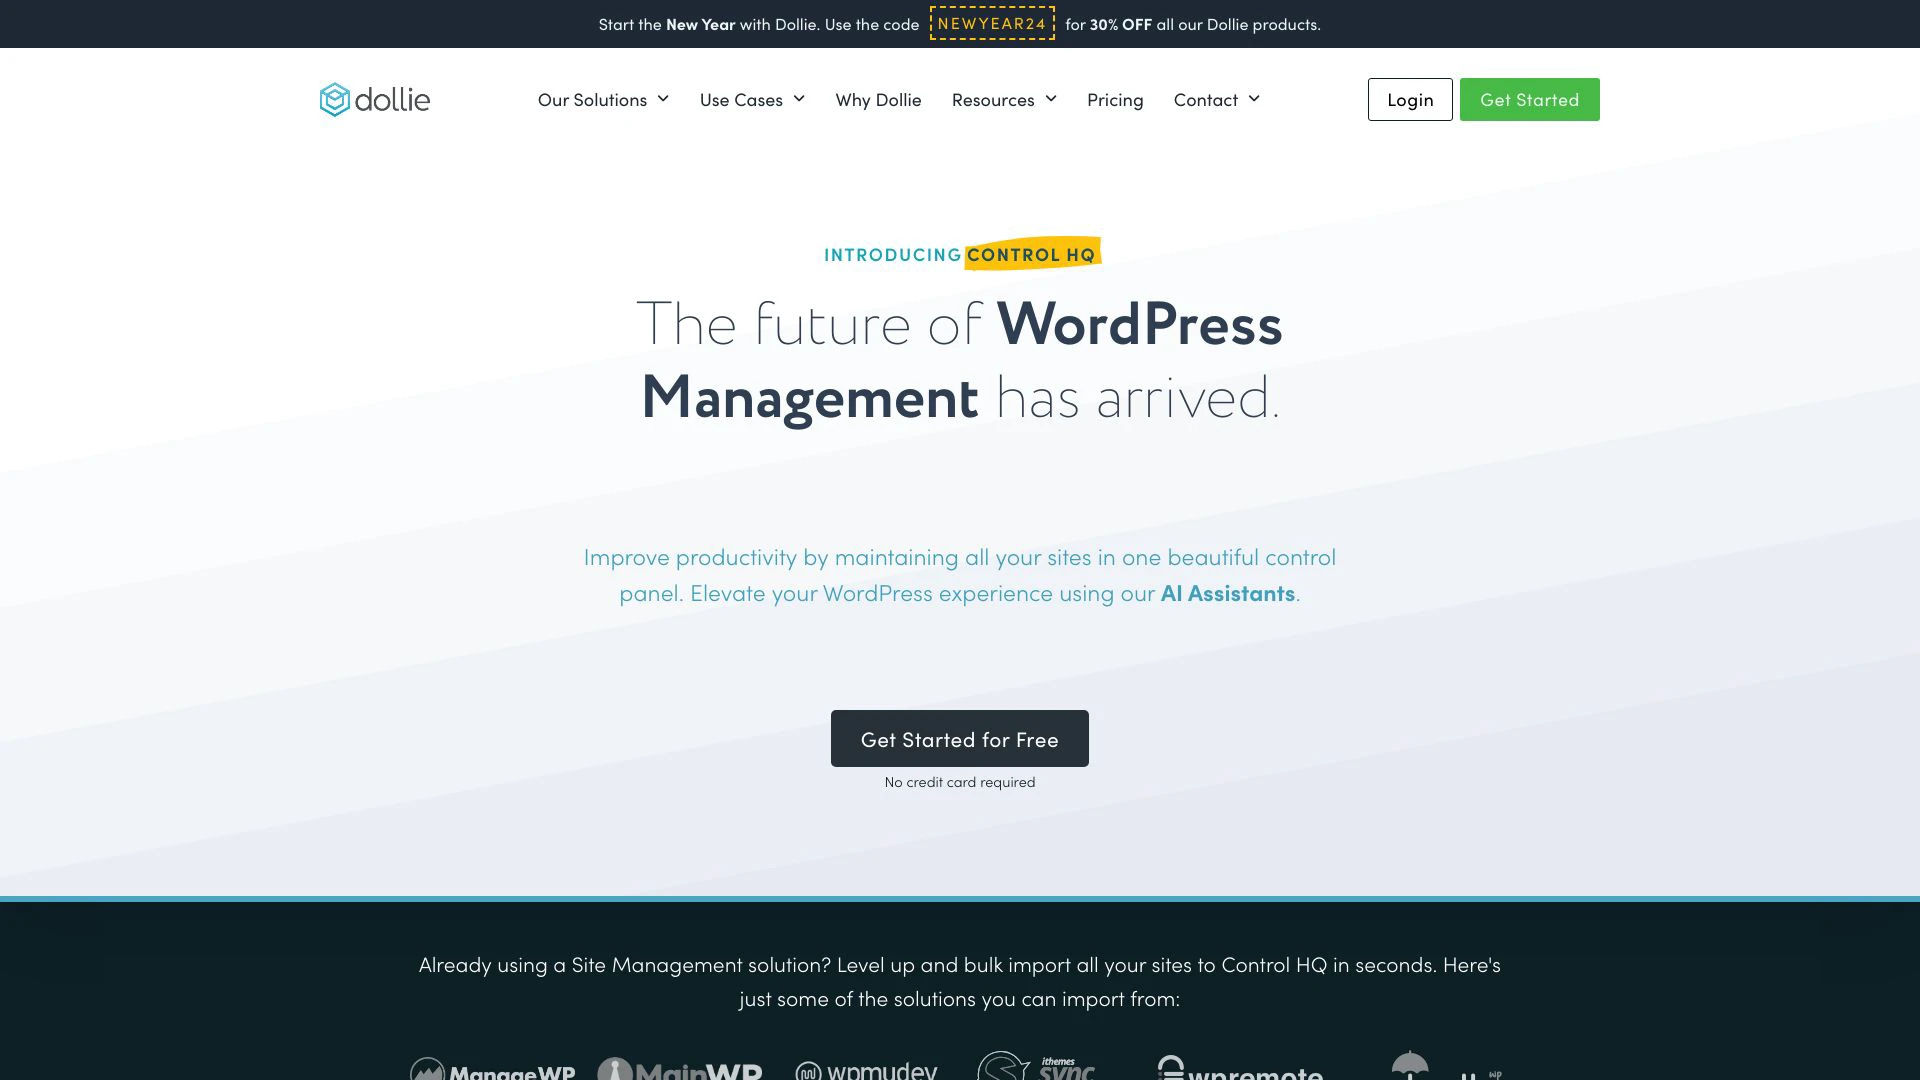 Start the New Year with Dollie. Use the code NEWYEAR24 for 30% OFF all our Dollie products.
dollie
Our Solutions
Use Cases
Why Dollie
Resources
Pricing
Contact
Login
Get Started
INTRODUCING CONTROL HQ
The future of WordPress
Management has arrived.
Improve productivity by maintaining all your sites in one beautiful control
panel. Elevate your WordPress experience using our AI Assistants.
Get Started for Free
No credit card required
Already using a Site Management solution? Level up and bulk import all your sites to Control HQ in seconds. Here's
just some of the solutions you can import from:
ManageWP
MainWP
wpmudev
ithemes
sync
wpremote
wp